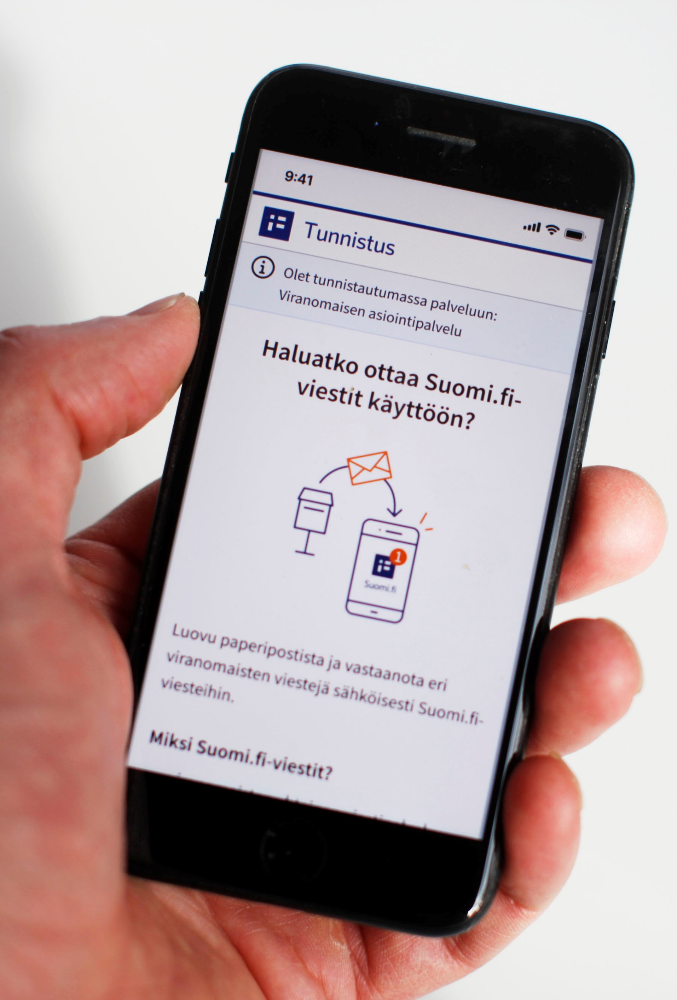 9:41
Tunnistus
Olet tunnistautumassa palveluun:
Viranomaisen asiointipalvelu
Haluatko ottaa Suomi.fi-
viestit käyttöön?
1
Suomi.fi
Luovu paperipostista ja vastaanota eri
viranomaisten viestejä sähköisesti Suomi.fi-
viesteihin.
Miksi Suomi.fi-viestit?